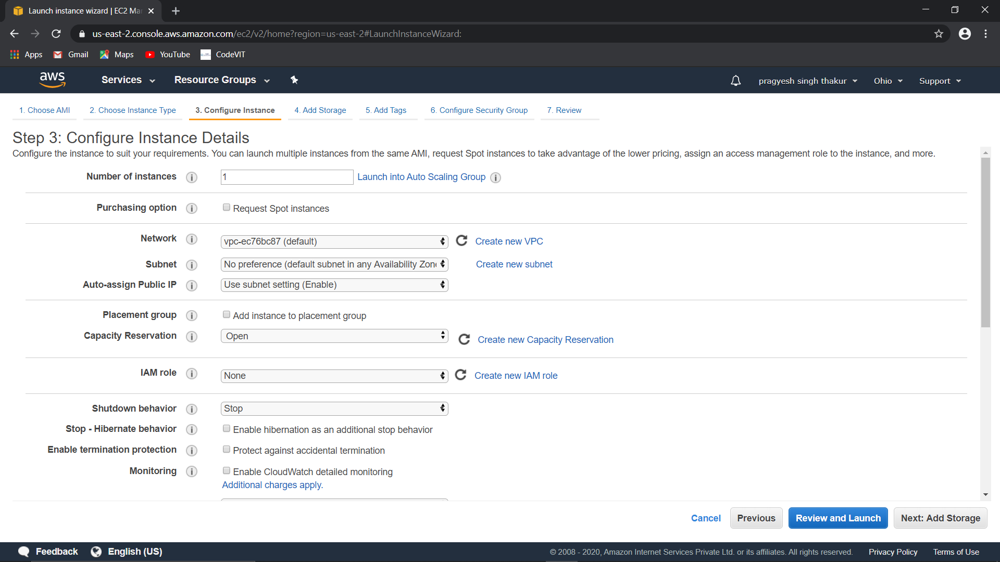 Launch instance wizard | EC2 Ma
us-east-2.console.aws.amazon.com/ec2/v2/home?region=us-east-2#LaunchInstanceWizard:
Apps Gmail Maps YouTube CodeVIT
aws Services Resource Groups pragyesh singh thakur Ohio Support
1. Choose AMI 2. Choose Instance Type 3. Configure Instance 4. Add Storage 5. Add Tags 6. Configure Security Group 7. Review
Step 3: Configure Instance Details
Configure the instance to suit your requirements. You can launch multiple instances from the same AMI, request Spot instances to take advantage of the lower pricing, assign an access management role to the instance, and more.
Number of instances i 1 Launch into Auto Scaling Group i
Purchasing option i Request Spot instances
Network i vpc-ec76bc87 (default) Create new VPC
Subnet i No preference (default subnet in any Availability Zon Create new subnet
Auto-assign Public IP i Use subnet setting (Enable)
Placement group i Add instance to placement group
Capacity Reservation i Open Create new Capacity Reservation
IAM role i None Create new IAM role
Shutdown behavior i Stop
Stop - Hibernate behavior i Enable hibernation as an additional stop behavior
Enable termination protection i Protect against accidental termination
Monitoring i Enable CloudWatch detailed monitoring
Additional charges apply.
Cancel Previous Review and Launch Next: Add Storage
Feedback English (US) © 2008 - 2020, Amazon Internet Services Private Ltd. or its affiliates. All rights reserved. Privacy Policy Terms of Use